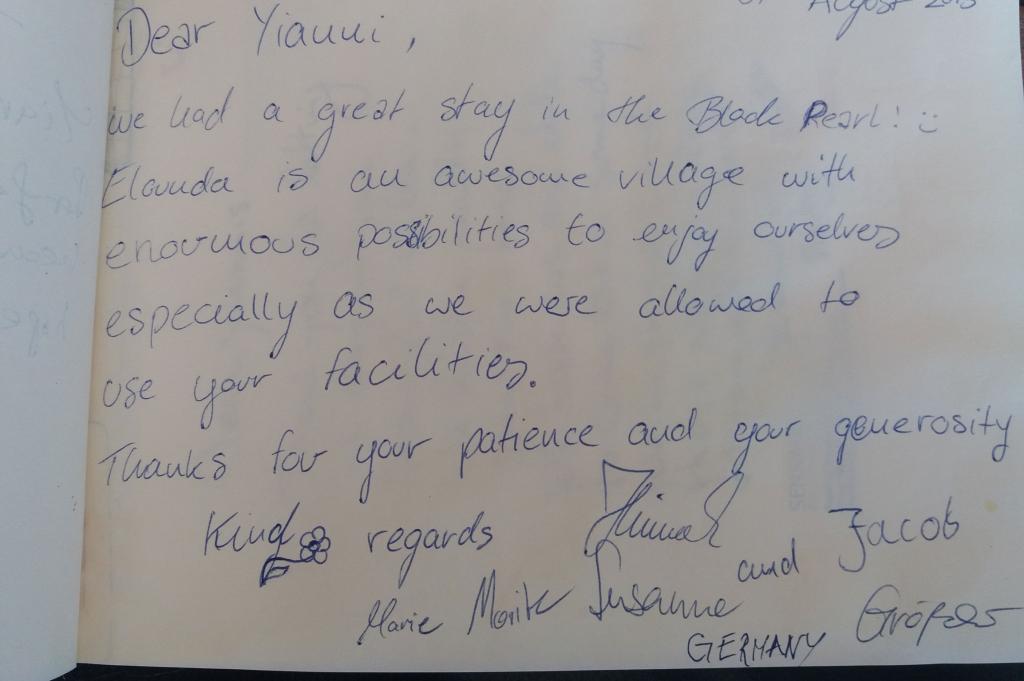 August 2015
Dear Yianni,
we had a great stay in the Black Pearl! :)
Elounda is an awesome village with
enormous possibilities to enjoy ourselves
especially as we were allowed to
use your facilities.
Thanks for your patience and your generosity
Kind regards
and Jacob
Marie Moritz Susanne
GERMANY